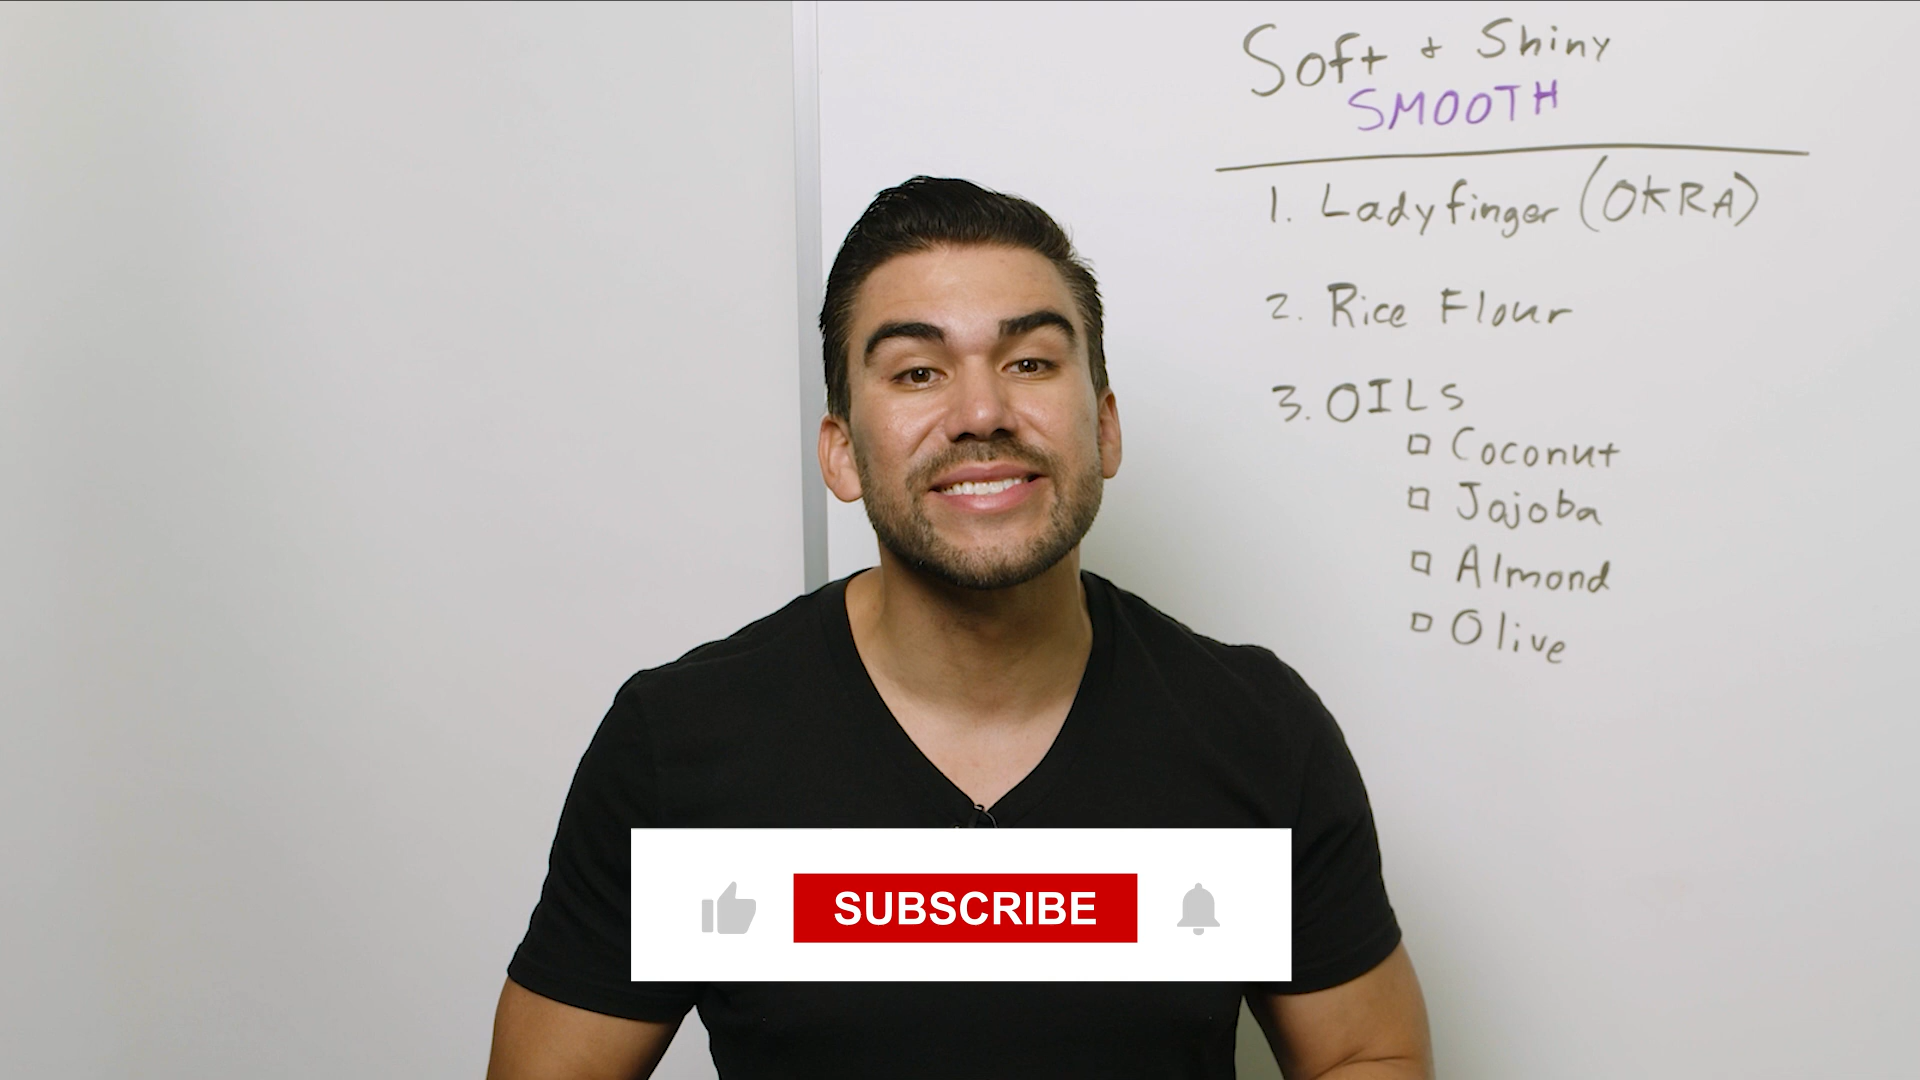 Soft + Shiny
SMOOTH
1. Ladyfinger (OKRA)
2. Rice Flour
3. OILS
Coconut
Jajoba
Almond
Olive
SUBSCRIBE